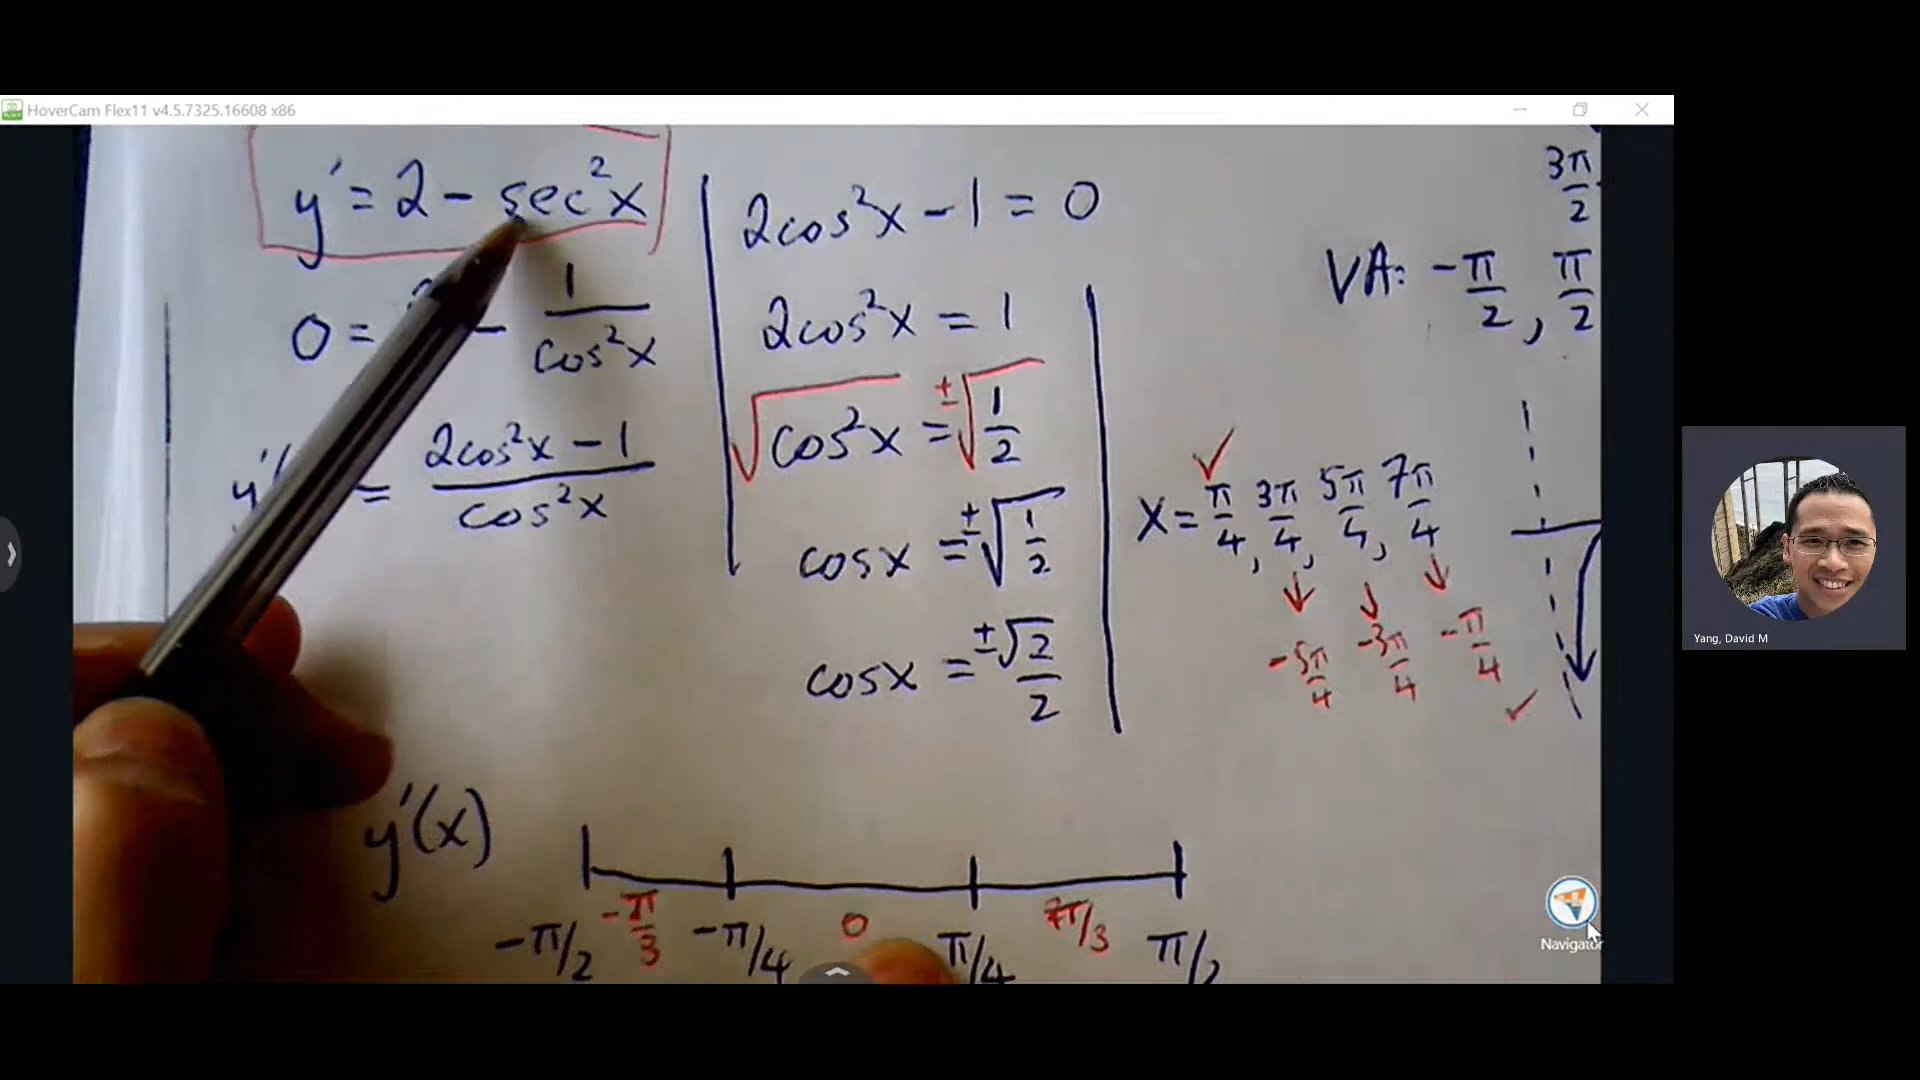 HoverCam Flex11 v4.5.7325.16608 x86
y' = 2 - sec²x
0 = - 1/cos²x
y' = (2cos²x - 1)/cos²x
2cos²x - 1 = 0
2cos²x = 1
√cos²x = ±√(1/2)
cosx = ±√(1/2)
cosx = ±√2/2
3π/2
VA: -π/2, π/2
✓
x = π/4, 3π/4, 5π/4, 7π/4
↓ ↓ ↓
-5π/4 -3π/4 -π/4 ✓
y'(x)
-π/2 -π/3 -π/4 0 π/4 π/3 π/2
Navigator
Yang, David M